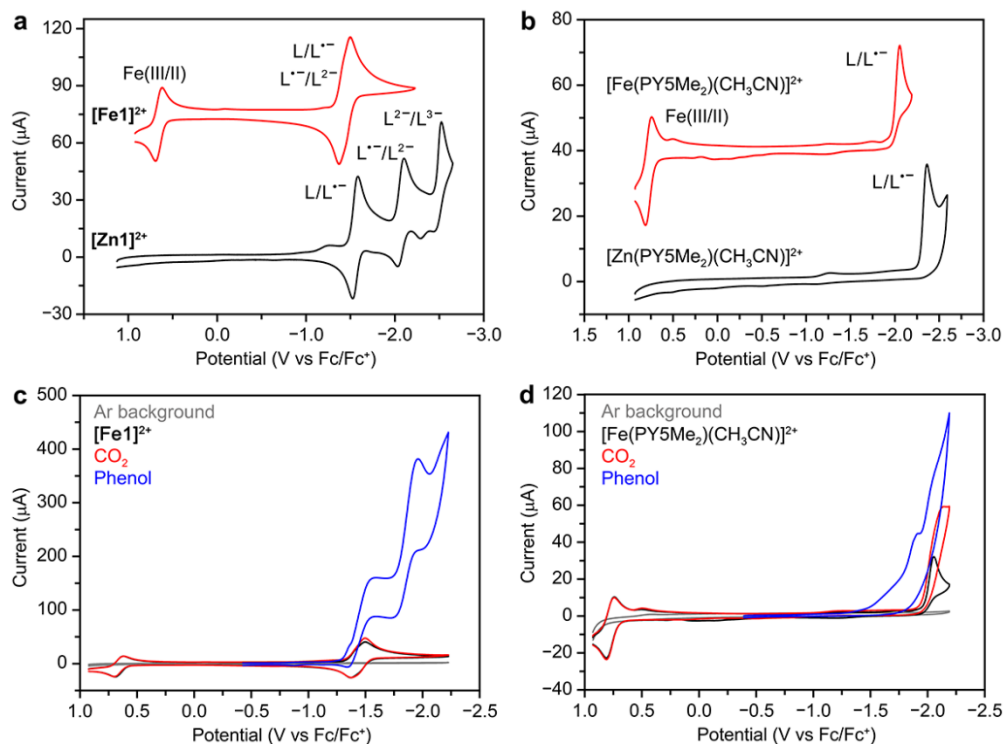 a
120
90
60
30
0
−30
Current (µA)
Fe(III/II)
[Fe1]²⁺
L/L•⁻
L•⁻/L²⁻
L²⁻/L³⁻
L•⁻/L²⁻
L/L•⁻
[Zn1]²⁺
1.0 0.0 −1.0 −2.0 −3.0
Potential (V vs Fc/Fc⁺)
b
80
60
40
20
0
Current (µA)
L/L•⁻
[Fe(PY5Me₂)(CH₃CN)]²⁺
Fe(III/II)
L/L•⁻
[Zn(PY5Me₂)(CH₃CN)]²⁺
1.5 1.0 0.5 0.0 −0.5 −1.0 −1.5 −2.0 −2.5 −3.0
Potential (V vs Fc/Fc⁺)
c
500
400
300
200
100
0
Current (µA)
Ar background
[Fe1]²⁺
CO₂
Phenol
1.0 0.5 0.0 −0.5 −1.0 −1.5 −2.0 −2.5
Potential (V vs Fc/Fc⁺)
d
120
100
80
60
40
20
0
−20
−40
Current (µA)
Ar background
[Fe(PY5Me₂)(CH₃CN)]²⁺
CO₂
Phenol
1.0 0.5 0.0 −0.5 −1.0 −1.5 −2.0 −2.5
Potential (V vs Fc/Fc⁺)